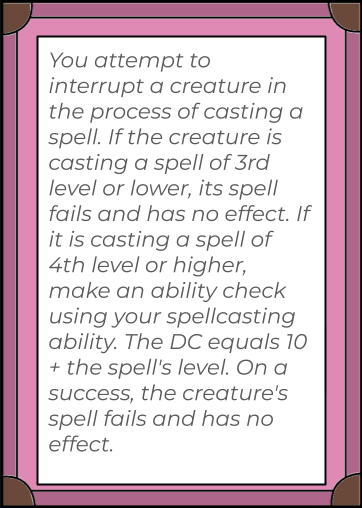 You attempt to
interrupt a creature in
the process of casting a
spell. If the creature is
casting a spell of 3rd
level or lower, its spell
fails and has no effect. If
it is casting a spell of
4th level or higher,
make an ability check
using your spellcasting
ability. The DC equals 10
+ the spell's level. On a
success, the creature's
spell fails and has no
effect.